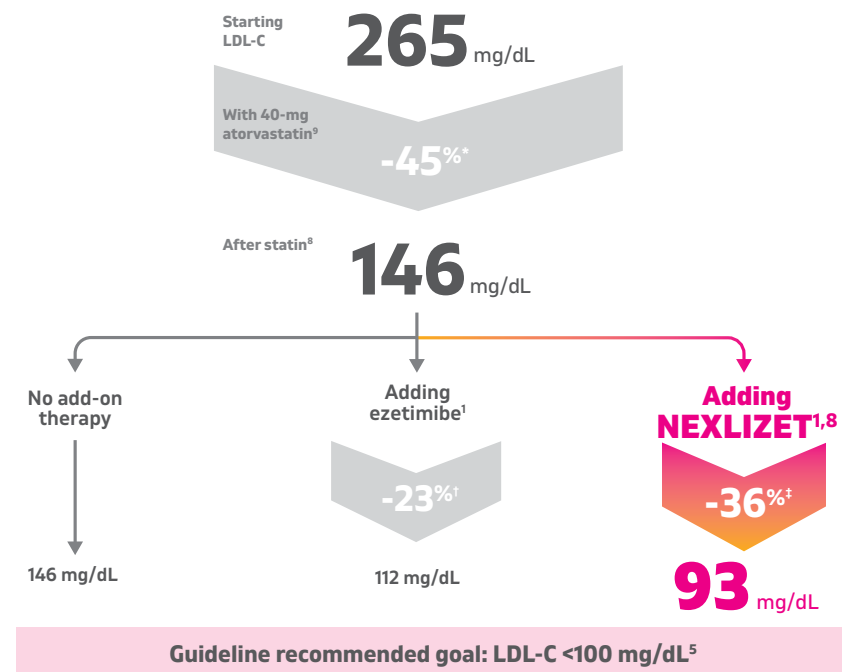 Starting
LDL-C
265 mg/dL
With 40-mg
atorvastatin⁹
-45%*
After statin⁸
146 mg/dL
No add-on
therapy
146 mg/dL
Adding
ezetimibe¹
-23%†
112 mg/dL
Adding
NEXLIZET¹,⁸
-36%‡
93 mg/dL
Guideline recommended goal: LDL-C <100 mg/dL⁵